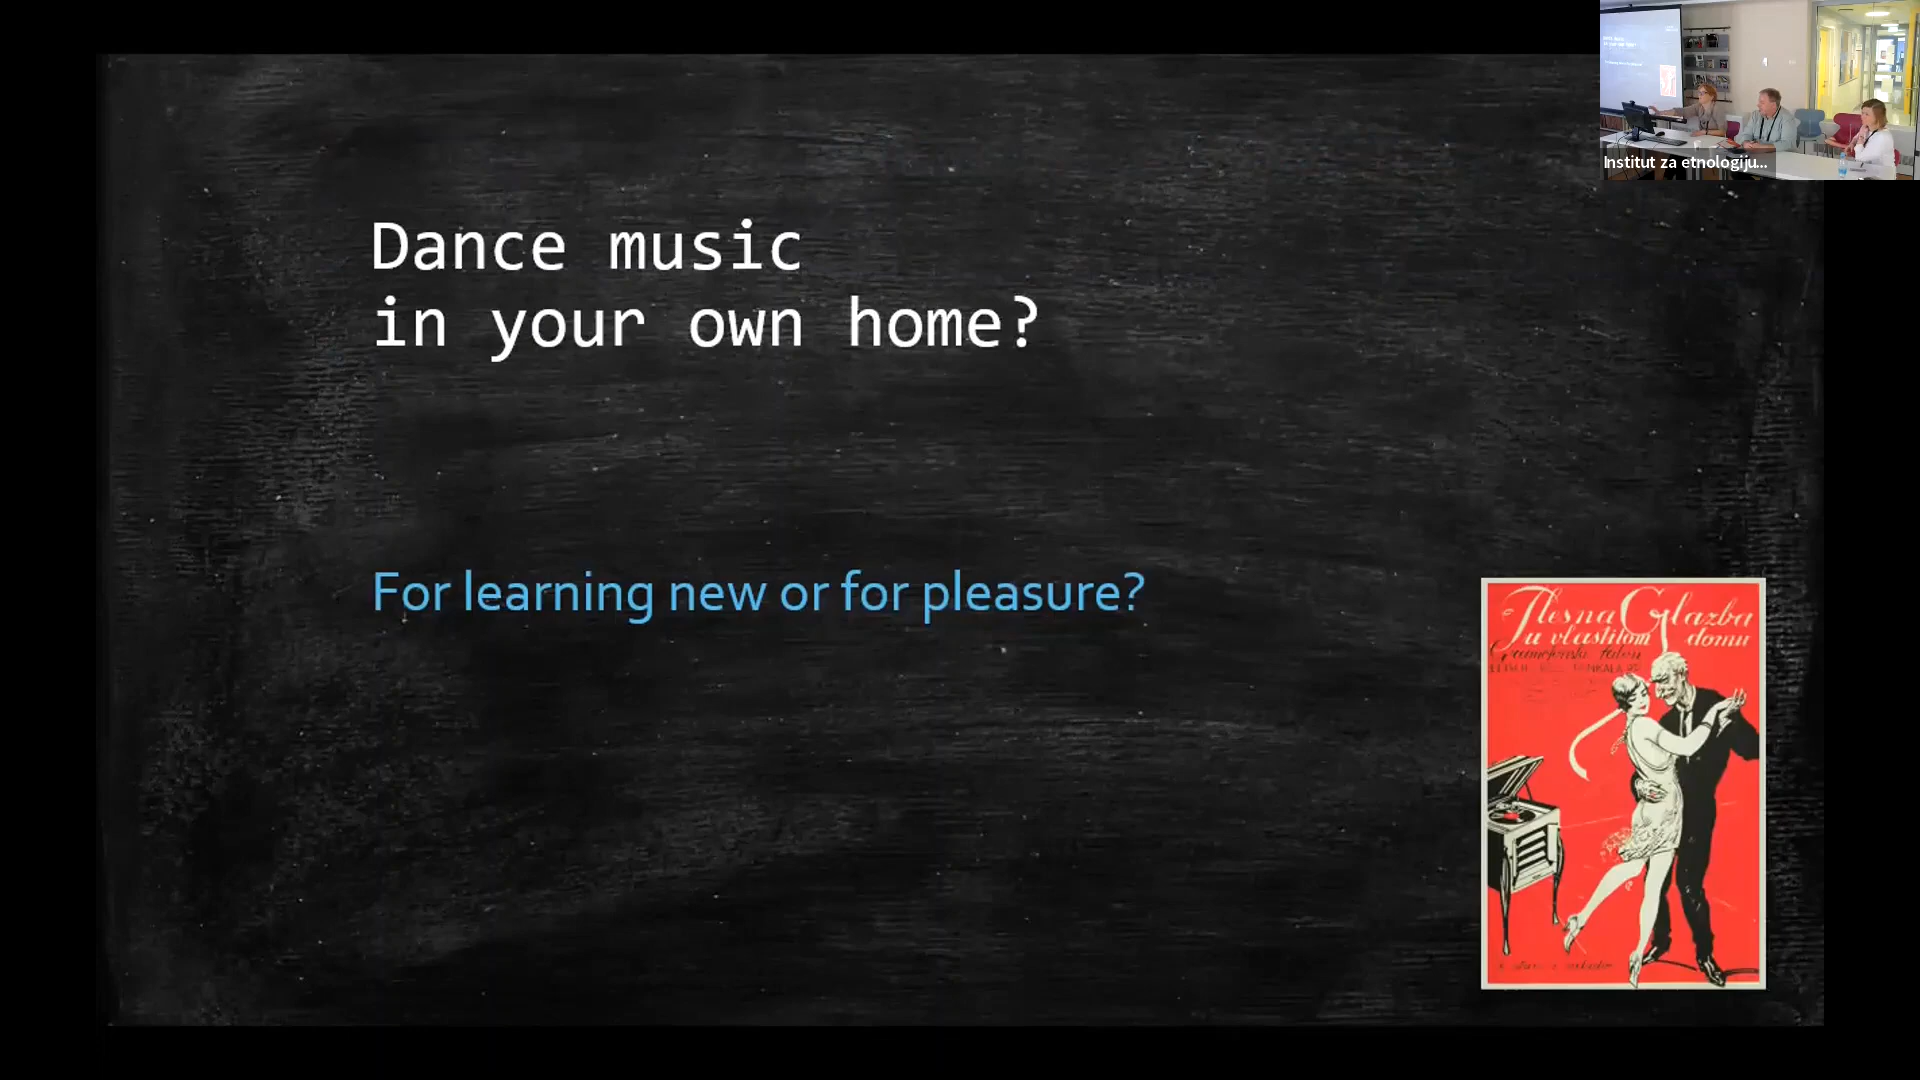 Dance music
in your own home?
For learning new or for pleasure?
Plesna Glazba
u vlastitom domu
Institut za etnologiju...